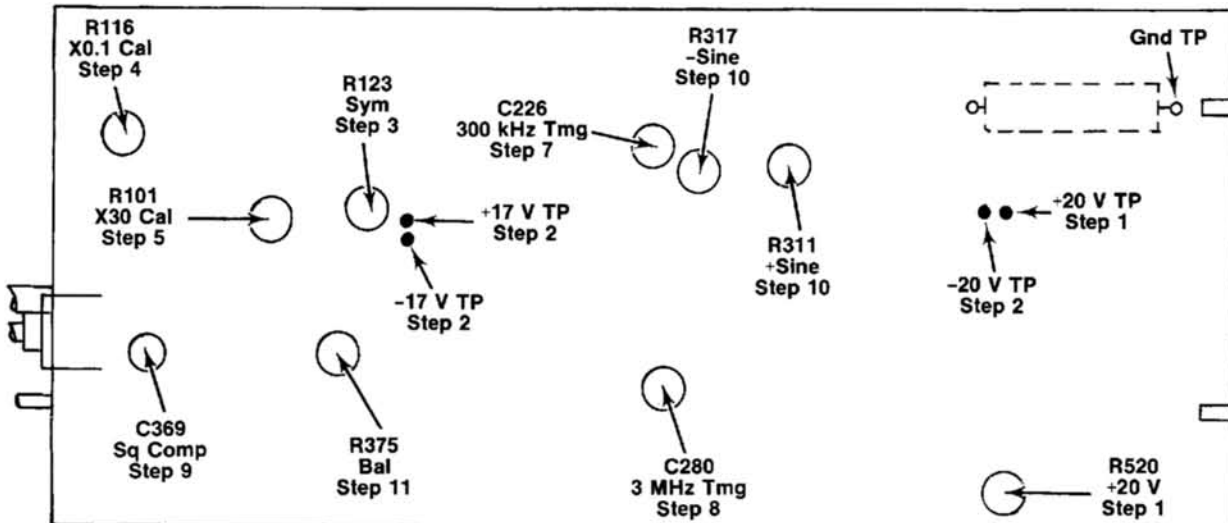 R116
X0.1 Cal
Step 4
R123
Sym
Step 3
C226
300 kHz Tmg
Step 7
R317
–Sine
Step 10
Gnd TP
R101
X30 Cal
Step 5
+17 V TP
Step 2
–17 V TP
Step 2
R311
+Sine
Step 10
+20 V TP
Step 1
–20 V TP
Step 2
C369
Sq Comp
Step 9
R375
Bal
Step 11
C280
3 MHz Tmg
Step 8
R520
+20 V
Step 1